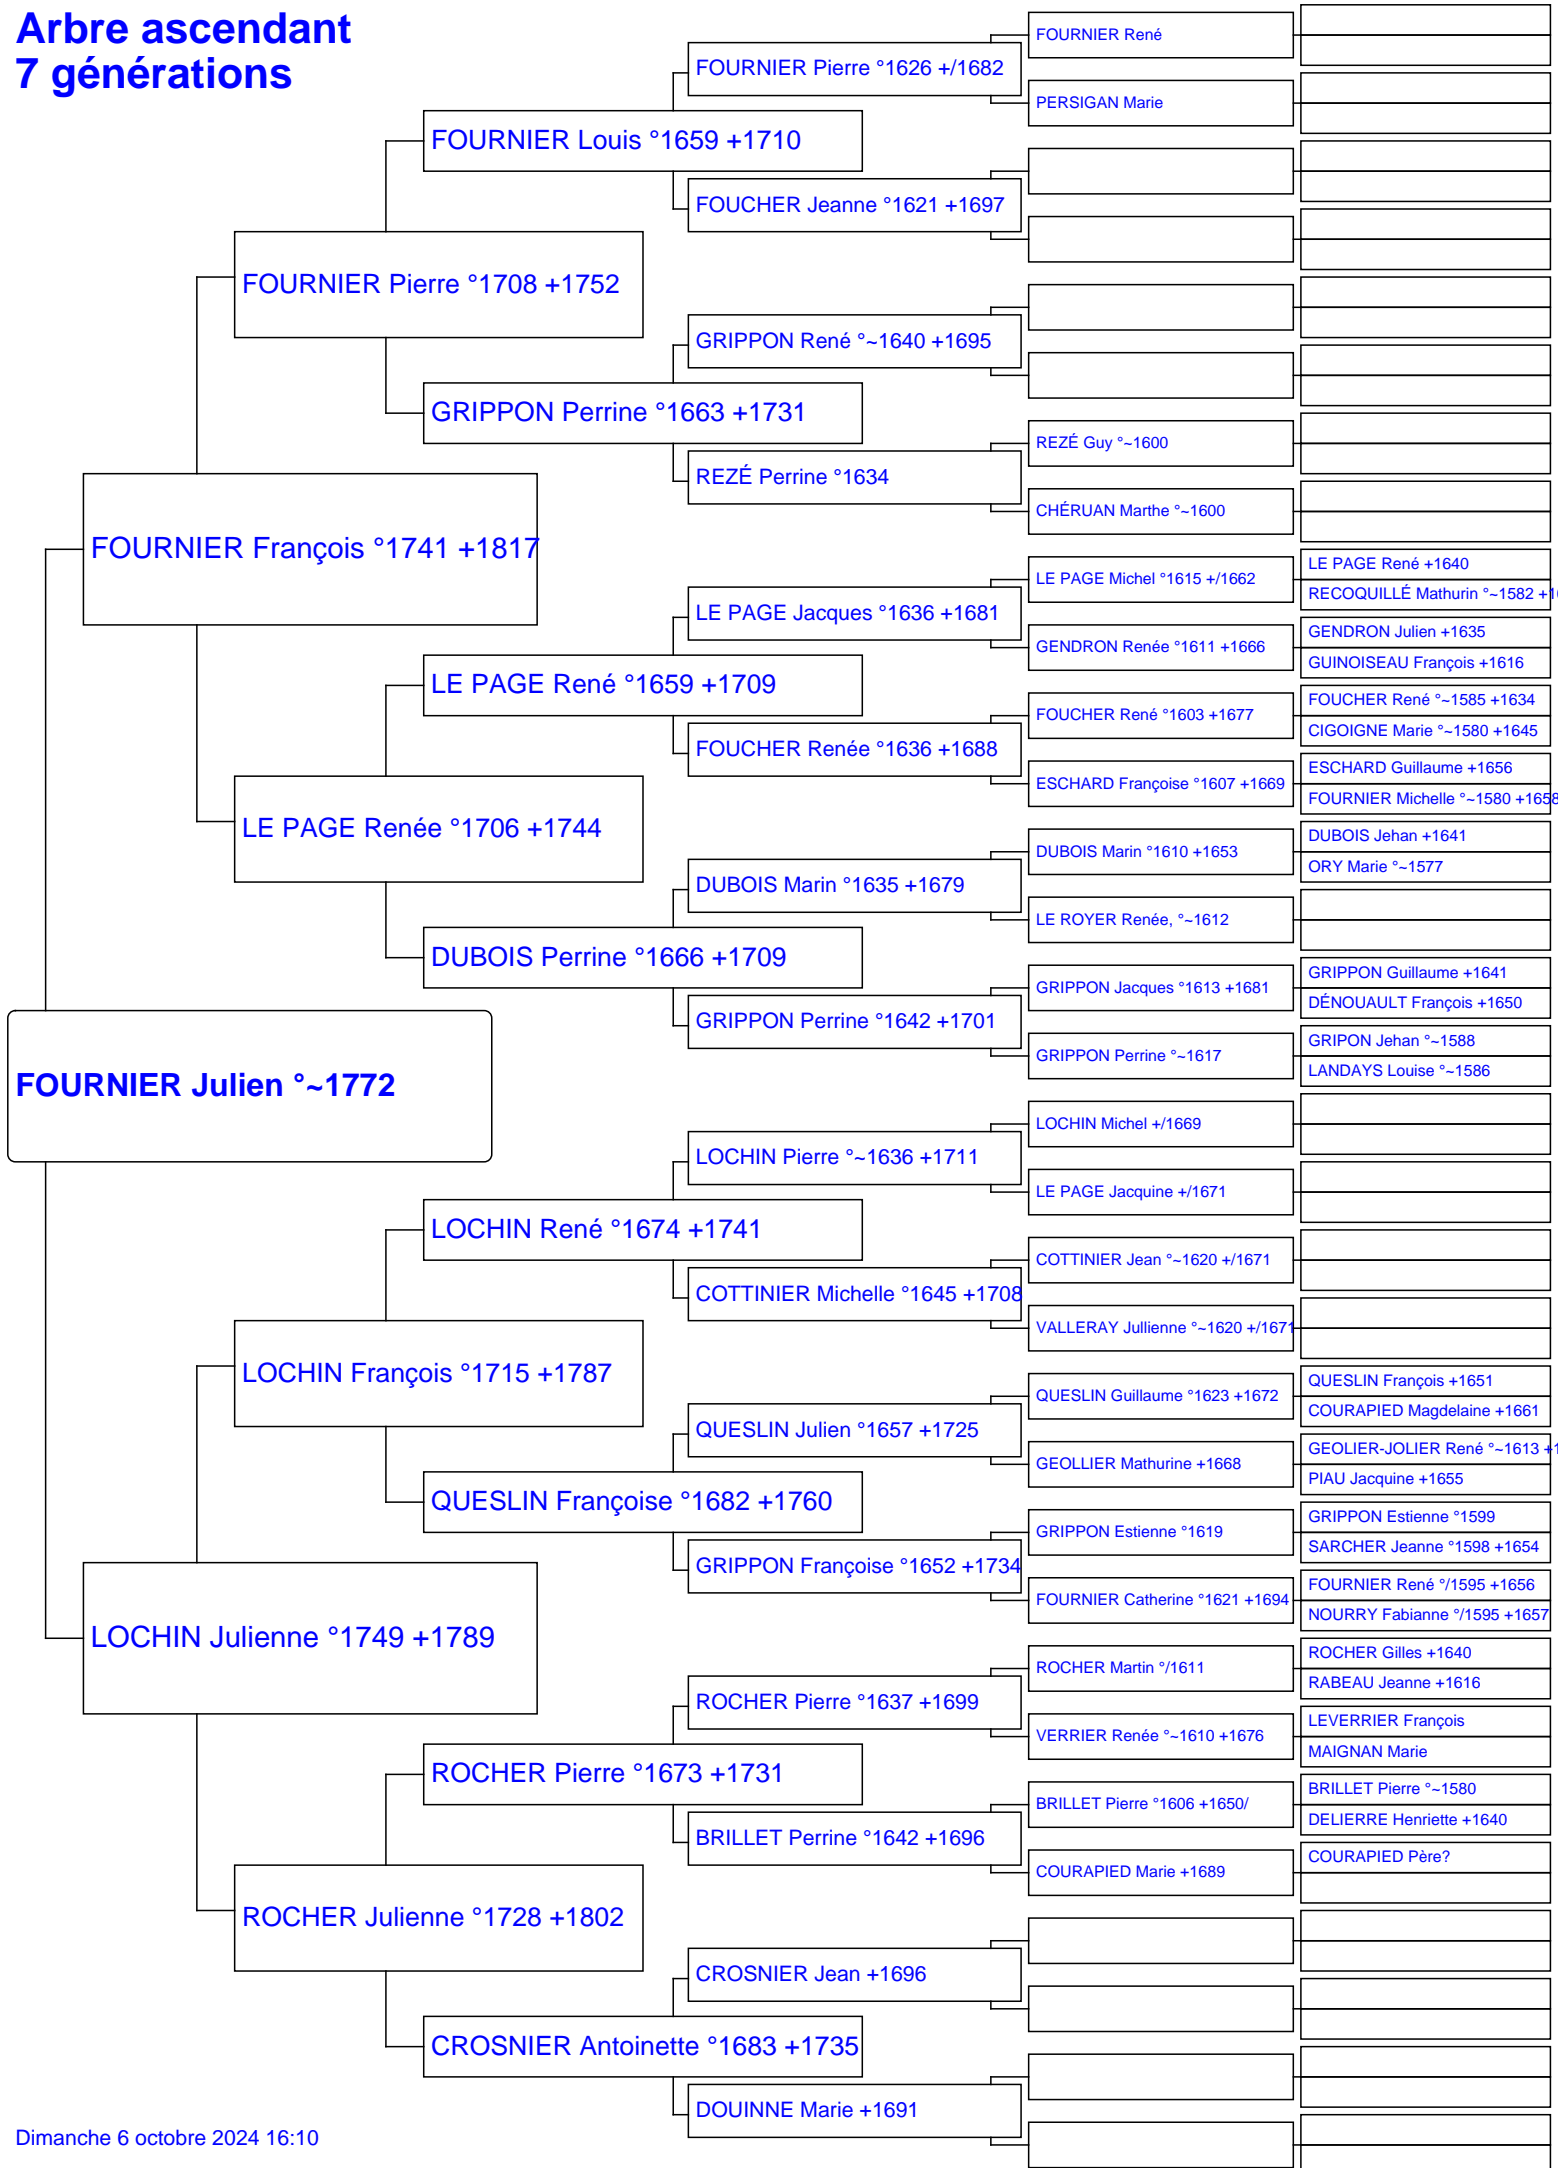 Arbre ascendant
7 générations
FOURNIER Julien °~1772
FOURNIER François °1741 +1817
LOCHIN Julienne °1749 +1789
FOURNIER Pierre °1708 +1752
LE PAGE Renée °1706 +1744
LOCHIN François °1715 +1787
ROCHER Julienne °1728 +1802
FOURNIER Louis °1659 +1710
GRIPPON Perrine °1663 +1731
LE PAGE René °1659 +1709
DUBOIS Perrine °1666 +1709
LOCHIN René °1674 +1741
QUESLIN Françoise °1682 +1760
ROCHER Pierre °1673 +1731
CROSNIER Antoinette °1683 +1735
FOURNIER Pierre °1626 +/1682
FOUCHER Jeanne °1621 +1697
GRIPPON René °~1640 +1695
REZÉ Perrine °1634
LE PAGE Jacques °1636 +1681
FOUCHER Renée °1636 +1688
DUBOIS Marin °1635 +1679
GRIPPON Perrine °1642 +1701
LOCHIN Pierre °~1636 +1711
COTTINIER Michelle °1645 +1708
QUESLIN Julien °1657 +1725
GRIPPON Françoise °1652 +1734
ROCHER Pierre °1637 +1699
BRILLET Perrine °1642 +1696
CROSNIER Jean +1696
DOUINNE Marie +1691
FOURNIER René
PERSIGAN Marie
REZÉ Guy °~1600
CHÉRUAN Marthe °~1600
LE PAGE Michel °1615 +/1662
GENDRON Renée °1611 +1666
FOUCHER René °1603 +1677
ESCHARD Françoise °1607 +1669
DUBOIS Marin °1610 +1653
LE ROYER Renée, °~1612
GRIPPON Jacques °1613 +1681
GRIPPON Perrine °~1617
LOCHIN Michel +/1669
LE PAGE Jacquine +/1671
COTTINIER Jean °~1620 +/1671
VALLERAY Jullienne °~1620 +/1671
QUESLIN Guillaume °1623 +1672
GEOLLIER Mathurine +1668
GRIPPON Estienne °1619
FOURNIER Catherine °1621 +1694
ROCHER Martin °/1611
VERRIER Renée °~1610 +1676
BRILLET Pierre °1606 +1650/
COURAPIED Marie +1689
LE PAGE René +1640
RECOQUILLÉ Mathurin °~1582
GENDRON Julien +1635
GUINOISEAU François +1616
FOUCHER René °~1585 +1634
CIGOIGNE Marie °~1580 +1645
ESCHARD Guillaume +1656
FOURNIER Michelle °~1580 +1658
DUBOIS Jehan +1641
ORY Marie °~1577
GRIPPON Guillaume +1641
DÉNOUAULT François +1650
GRIPON Jehan °~1588
LANDAYS Louise °~1586
QUESLIN François +1651
COURAPIED Magdelaine +1661
GEOLIER-JOLIER René °~1613
PIAU Jacquine +1655
GRIPPON Estienne °1599
SARCHER Jeanne °1598 +1654
FOURNIER René °/1595 +1656
NOURRY Fabianne °/1595 +1657
ROCHER Gilles +1640
RABEAU Jeanne +1616
LEVERRIER François
MAIGNAN Marie
BRILLET Pierre °~1580
DELIERRE Henriette +1640
COURAPIED Père?
Dimanche 6 octobre 2024 16:10